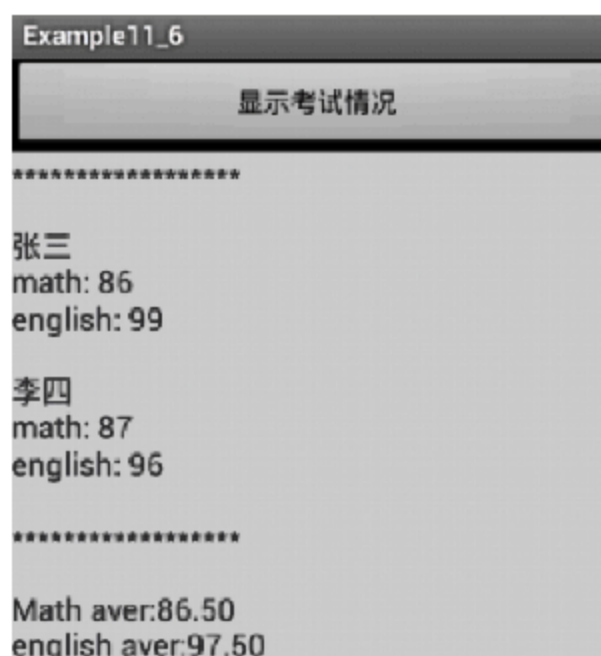 Example11_6
显示考试情况
******************
张三
math: 86
english: 99
李四
math: 87
english: 96
******************
Math aver:86.50
english aver:97.50